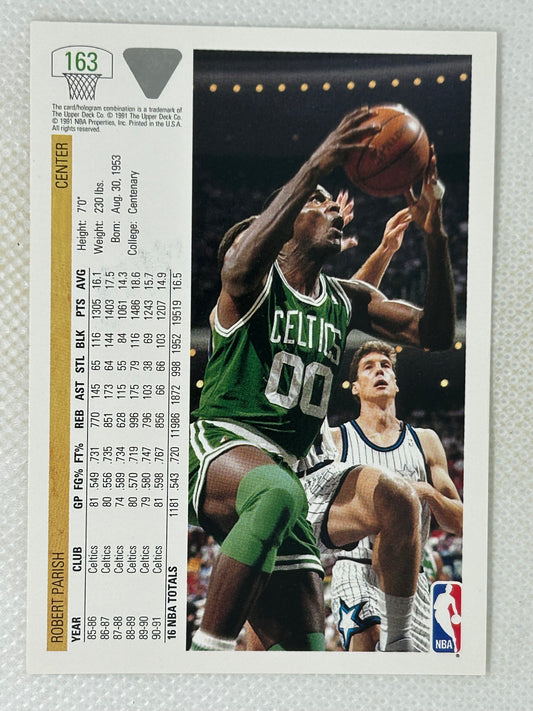 163
The card/hologram combination is a trademark of
The Upper Deck Co. © 1991 The Upper Deck Co.
© 1991 NBA Properties, Inc. Printed in the U.S.A.
All rights reserved.
ROBERT PARISH CENTER
Height: 7'0"
Weight: 230 lbs.
Born: Aug. 30, 1953
College: Centenary
YEAR CLUB GP FG% FT% REB AST STL BLK PTS AVG
85-86 Celtics 81 .549 .731 770 145 65 116 1305 16.1
86-87 Celtics 80 .556 .735 851 173 64 144 1403 17.5
87-88 Celtics 74 .589 .734 628 115 55 84 1061 14.3
88-89 Celtics 80 .570 .719 996 175 79 116 1486 18.6
89-90 Celtics 79 .580 .747 796 103 38 69 1243 15.7
90-91 Celtics 81 .598 .767 856 66 66 103 1207 14.9
16 NBA TOTALS 1181 .543 .720 11986 1872 998 1952 19519 16.5
CELTICS
00
NBA